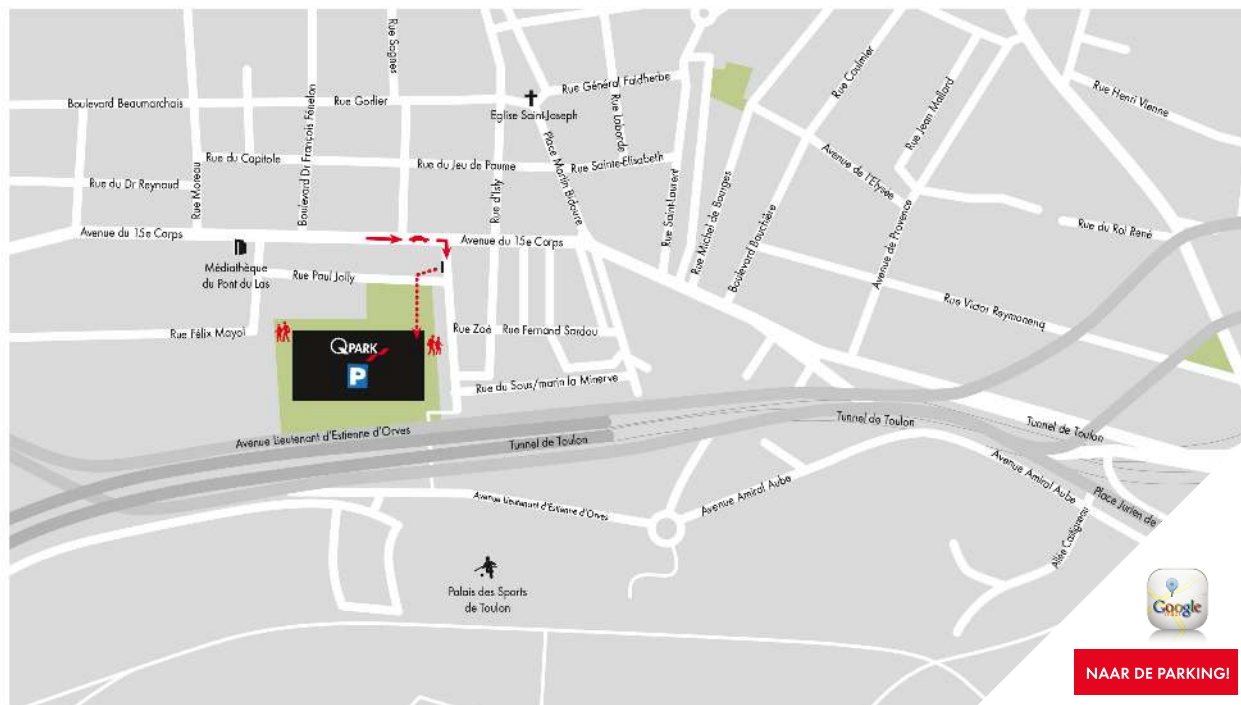 Rue Sagnes
Rue Coulmier
Rue Général Faidherbe
Rue Henri Vienne
Boulevard Beaumarchais
Rue Gorlier
Eglise Saint-Joseph
Rue Laborde
Rue Jean Mallard
Boulevard Dr François Fénelon
Place Martin Bidouré
Rue du Capitole
Rue du Jeu de Paume
Rue Sainte-Elisabeth
Avenue de l'Elysée
Rue du Dr Reynaud
Rue Moreau
Rue d'Isly
Rue Saint-Laurent
Rue Michel de Bourges
Boulevard Bouchière
Avenue de Provence
Rue du Roi René
Avenue du 15e Corps
Avenue du 15e Corps
Médiathèque
du Pont du Las
Rue Paul Jolly
Rue Victor Reymonenq
Rue Félix Mayol
Rue Zoé
Rue Fernand Sardou
Q PARK
P
Rue du Sous/marin la Minerve
Avenue Lieutenant d'Estienne d'Orves
Tunnel de Toulon
Tunnel de Toulon
Tunnel de Toulon
Avenue Lieutenant d'Estienne d'Orves
Avenue Amiral Aube
Avenue Amiral Aube
Place Jurien de
Allée Castigneau
Palais des Sports
de Toulon
Google
NAAR DE PARKING!